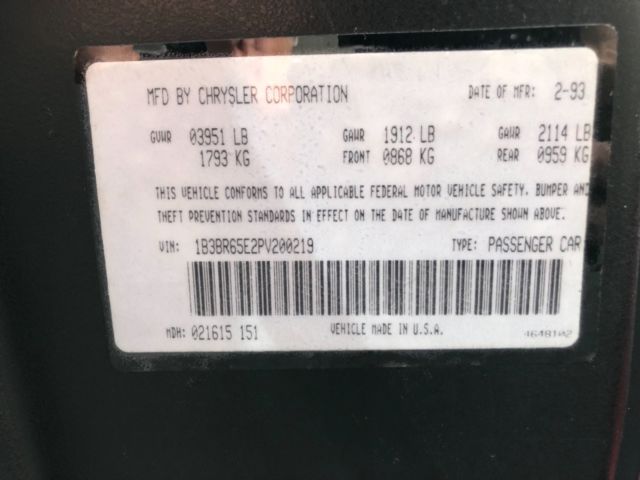 MFD BY CHRYSLER CORPORATION DATE OF MFR: 2-93
GVWR 03951 LB GAWR 1912 LB GAWR 2114 LB
1793 KG FRONT 0868 KG REAR 0959 KG
THIS VEHICLE CONFORMS TO ALL APPLICABLE FEDERAL MOTOR VEHICLE SAFETY. BUMPER AND
THEFT PREVENTION STANDARDS IN EFFECT ON THE DATE OF MANUFACTURE SHOWN ABOVE.
VIN: 1B3BR65E2PV200219 TYPE: PASSENGER CAR
MDH: 021615 151 VEHICLE MADE IN U.S.A. 4648102